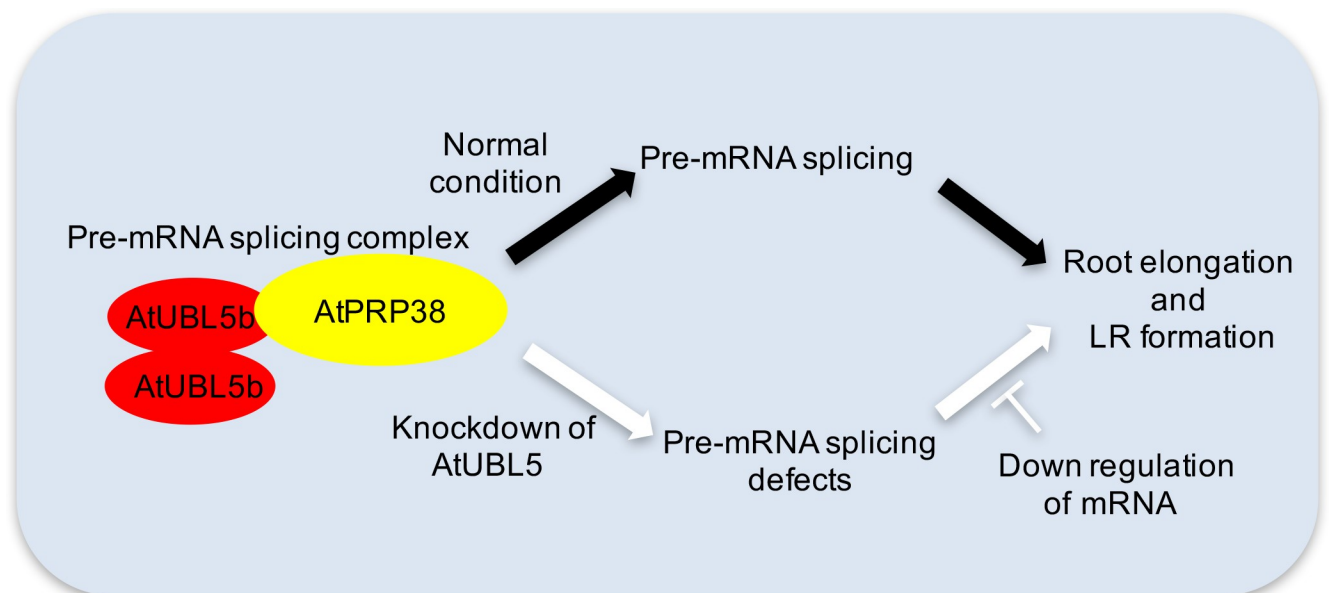 Normal
condition
Pre-mRNA splicing
Pre-mRNA splicing complex
AtUBL5b
AtPRP38
AtUBL5b
Root elongation
and
LR formation
Knockdown of
AtUBL5
Pre-mRNA splicing
defects
Down regulation
of mRNA